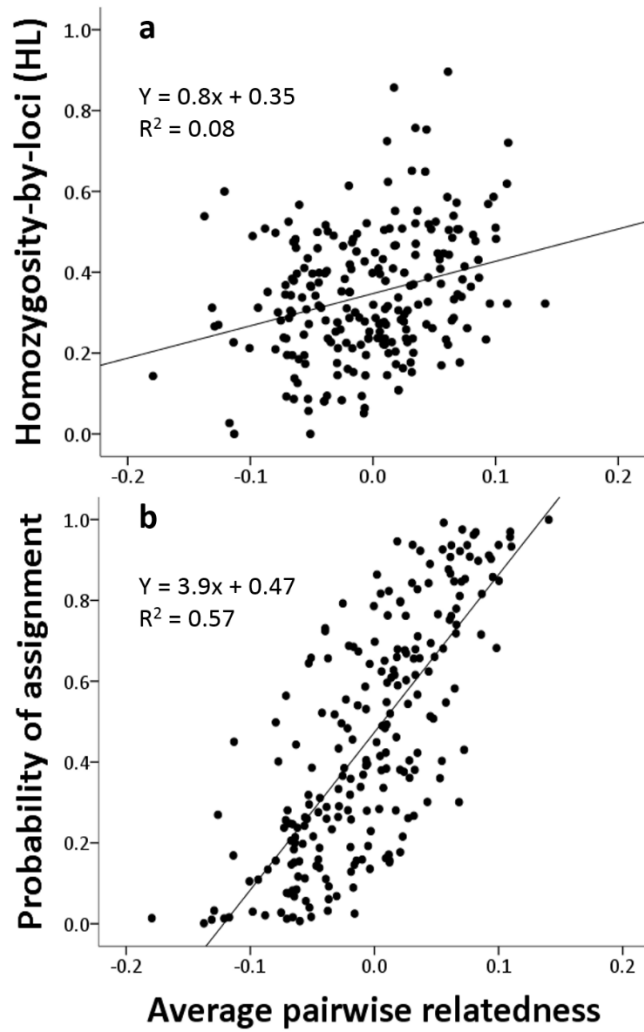 a
Y = 0.8x + 0.35
R² = 0.08
Homozygosity-by-loci (HL)
1.0
0.8
0.6
0.4
0.2
0.0
-0.2 -0.1 0.0 0.1 0.2
b
Y = 3.9x + 0.47
R² = 0.57
Probability of assignment
1.0
0.8
0.6
0.4
0.2
0.0
-0.2 -0.1 0.0 0.1 0.2
Average pairwise relatedness